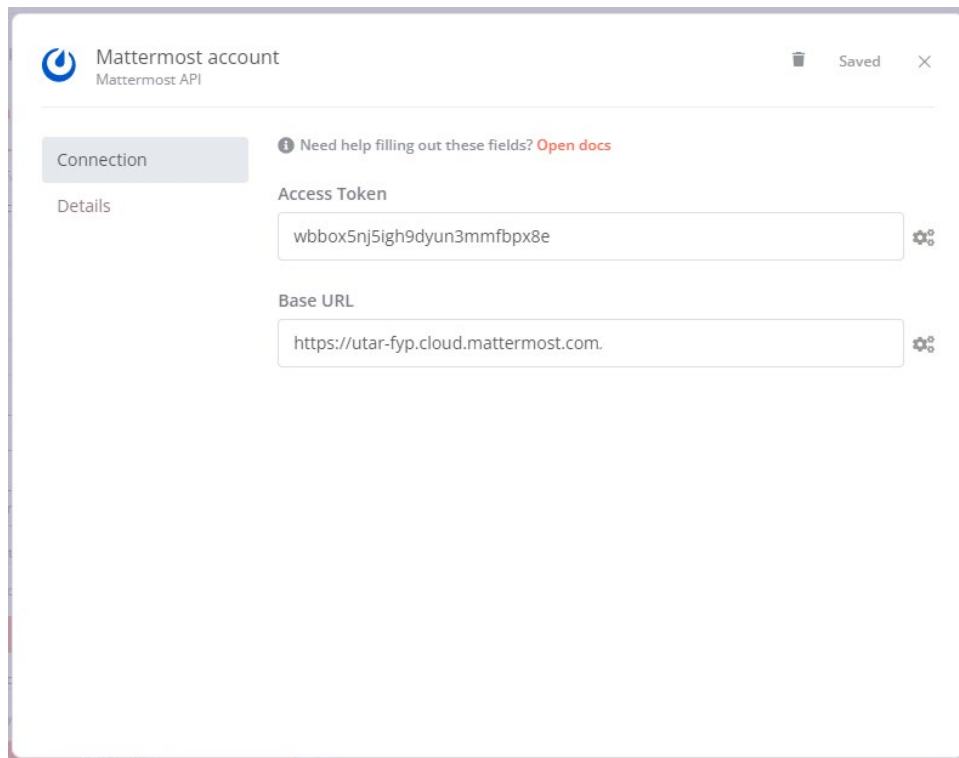 Mattermost account
Mattermost API
Saved
Connection
Details
Need help filling out these fields? Open docs
Access Token
wbbox5nj5igh9dyun3mmfbpx8e
Base URL
https://utar-fyp.cloud.mattermost.com.